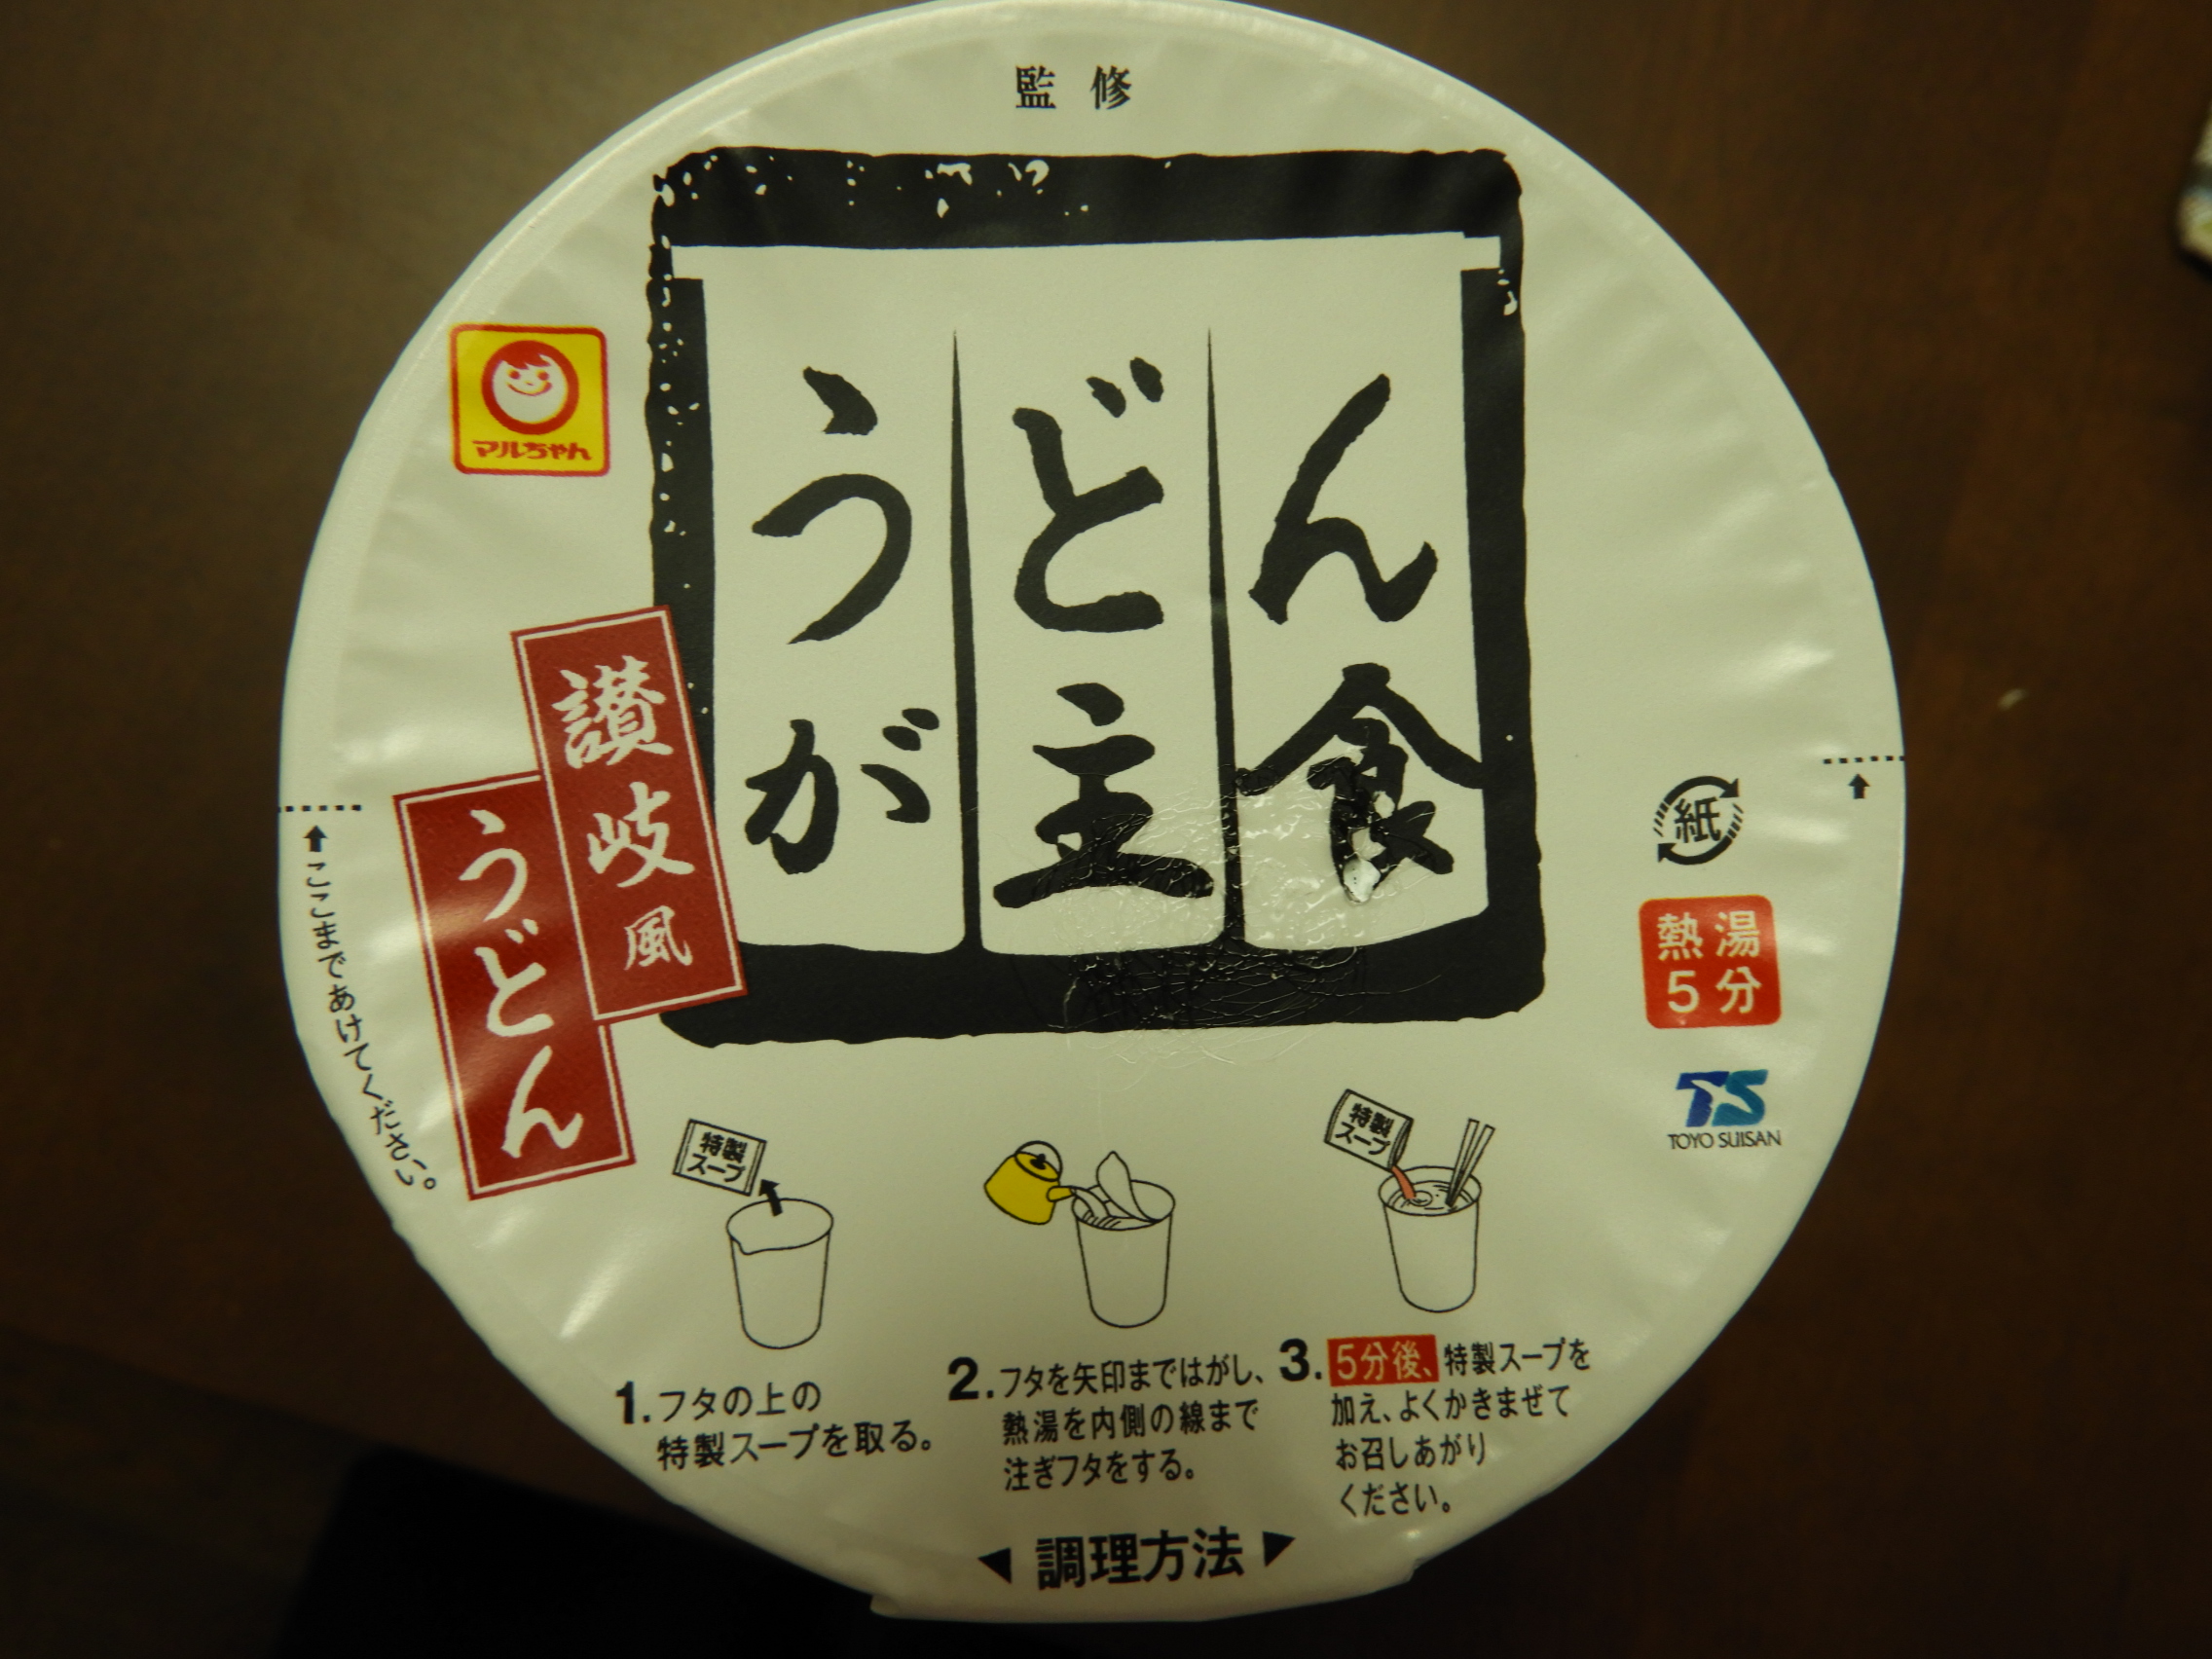 監修
うどん
が主食
マルちゃん
讃岐風
うどん
ここまであけてください。
紙
熱湯
5分
TS
TOYO SUISAN
特製
スープ
特製
スープ
1.フタの上の
特製スープを取る。
2.フタを矢印まではがし、
熱湯を内側の線まで
注ぎフタをする。
3.5分後、特製スープを
加え、よくかきまぜて
お召しあがり
ください。
調理方法